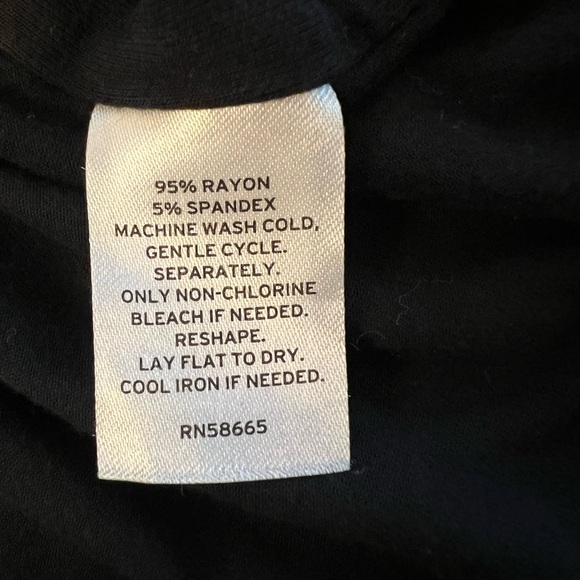 95% RAYON
5% SPANDEX
MACHINE WASH COLD,
GENTLE CYCLE.
SEPARATELY.
ONLY NON-CHLORINE
BLEACH IF NEEDED.
RESHAPE.
LAY FLAT TO DRY.
COOL IRON IF NEEDED.
RN58665